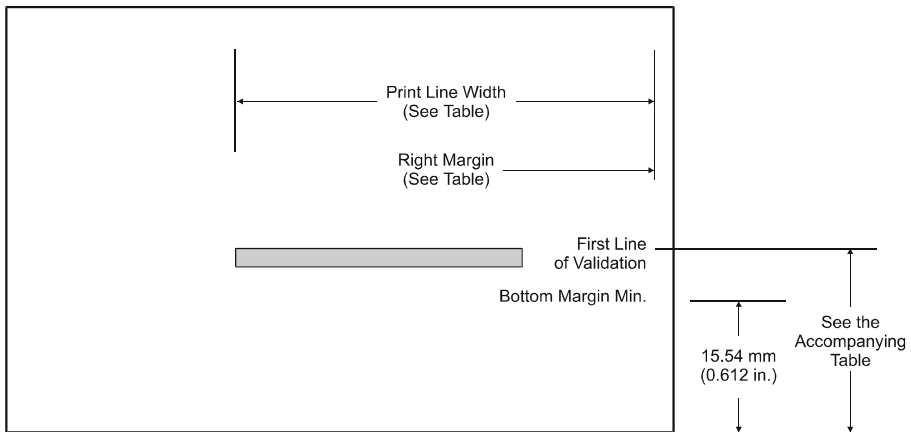 Print Line Width
(See Table)
Right Margin
(See Table)
First Line
of Validation
Bottom Margin Min.
See the
Accompanying
Table
15.54 mm
(0.612 in.)